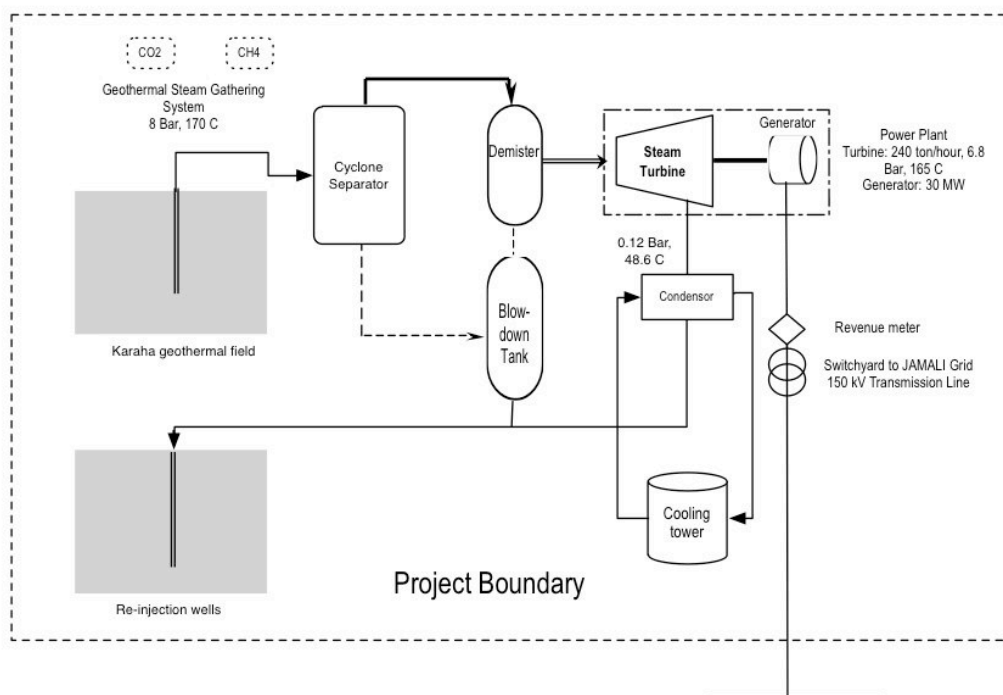 CO2
CH4
Geothermal Steam Gathering
System
8 Bar, 170 C
Cyclone
Separator
Demister
Steam
Turbine
Generator
Power Plant
Turbine: 240 ton/hour, 6.8
Bar, 165 C
Generator: 30 MW
0.12 Bar,
48.6 C
Condensor
Blow-
down
Tank
Karaha geothermal field
Revenue meter
Switchyard to JAMALI Grid
150 kV Transmission Line
Cooling
tower
Project Boundary
Re-injection wells